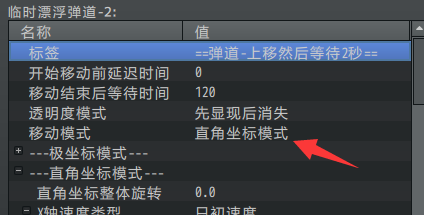 临时漂浮弹道-2:
名称 值
标签 ==弹道-上移然后等待2秒==
开始移动前延迟时间 0
移动结束后等待时间 120
透明度模式 先显现后消失
移动模式 直角坐标模式
---极坐标模式---
---直角坐标模式---
直角坐标整体旋转 0.0
X轴速度类型 只初速度